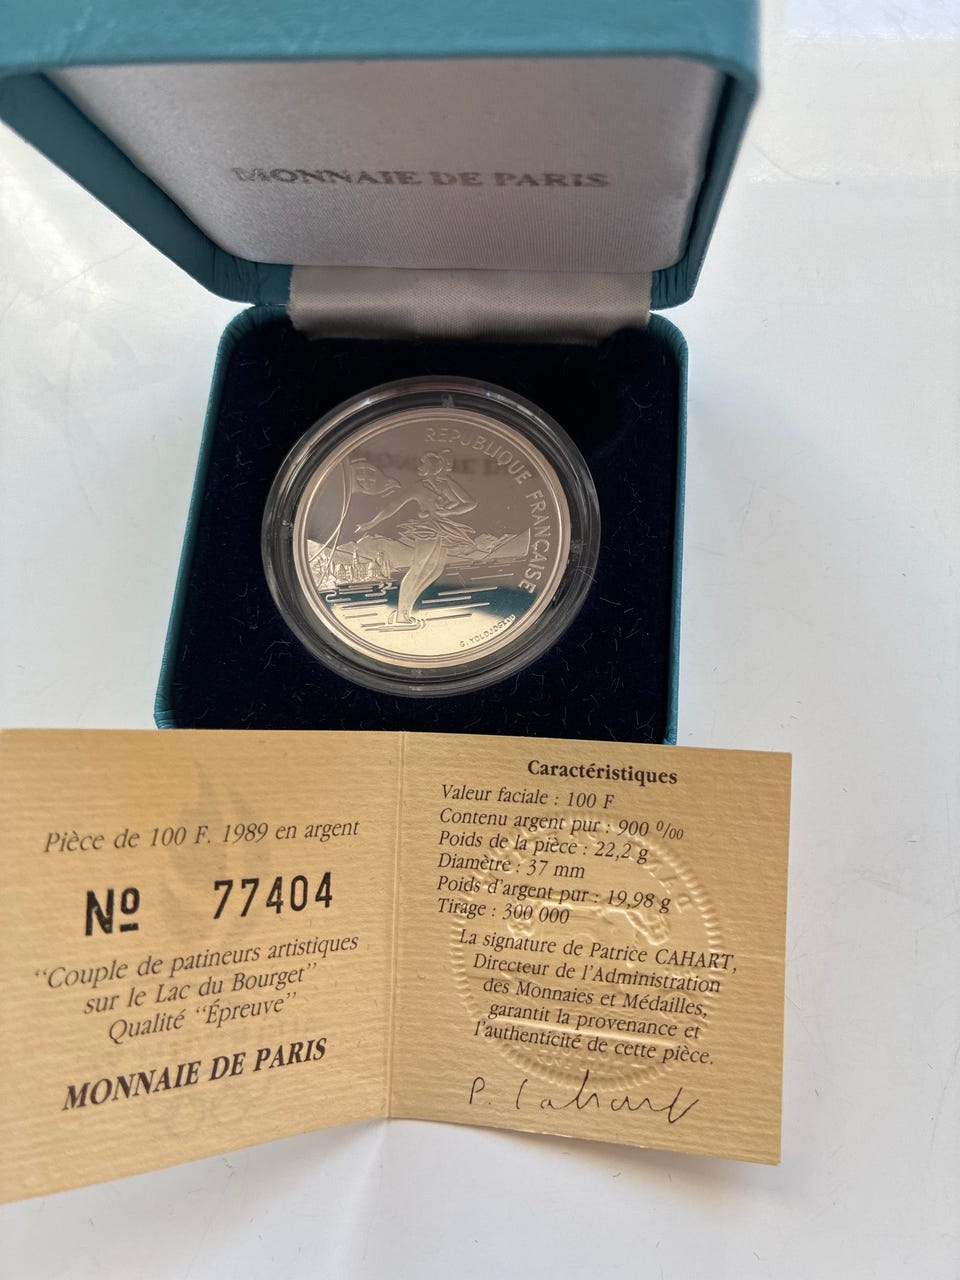 MONNAIE DE PARIS
REPUBLIQUE FRANÇAISE
G. YOLDJOGLOU
Pièce de 100 F. 1989 en argent
Nº 77404
"Couple de patineurs artistiques
sur le Lac du Bourget"
Qualité "Épreuve"
MONNAIE DE PARIS
Caractéristiques
Valeur faciale : 100 F
Contenu argent pur : 900 º/₀₀
Poids de la pièce : 22,2 g
Diamètre : 37 mm
Poids d'argent pur : 19,98 g
Tirage : 300 000
La signature de Patrice CAHART,
Directeur de l'Administration
des Monnaies et Médailles,
garantit la provenance et
l'authenticité de cette pièce.
P. Cahart